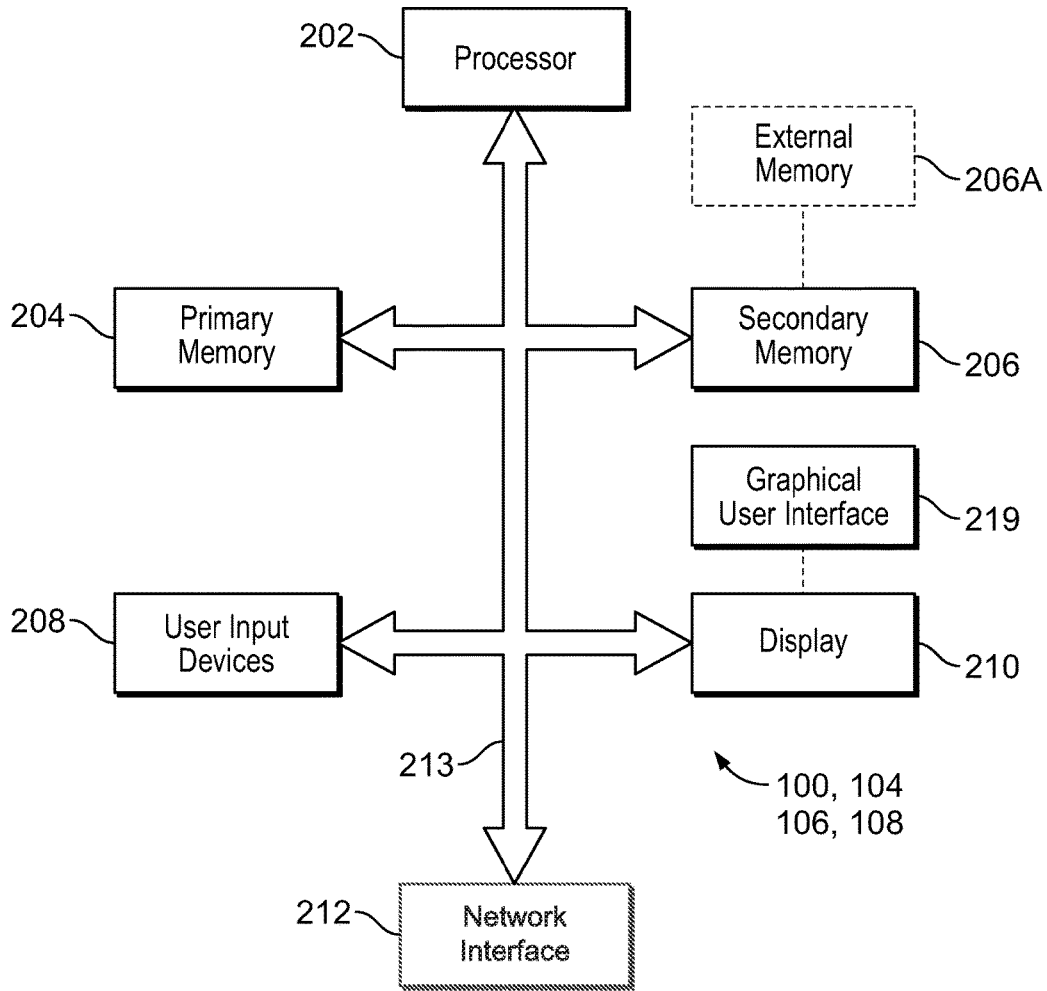 202
Processor
External
Memory
206A
204
Primary
Memory
Secondary
Memory
206
Graphical
User Interface
219
208
User Input
Devices
Display
210
213
100, 104
106, 108
212
Network
Interface